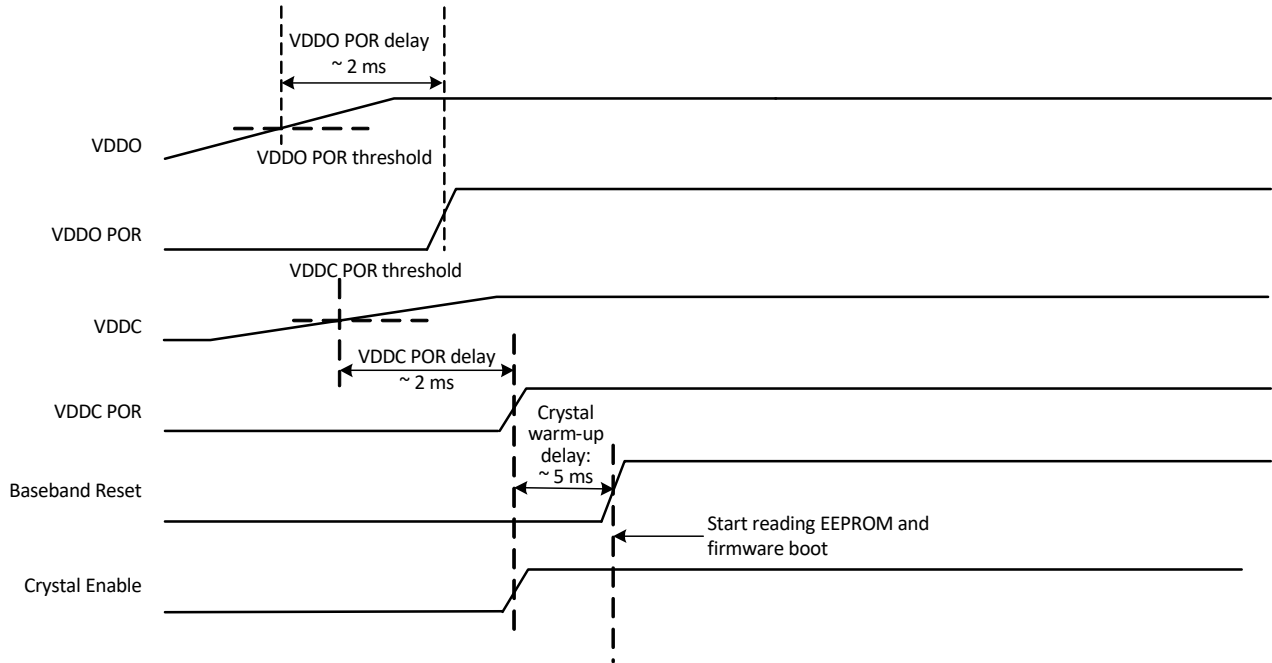 VDDO POR delay
~ 2 ms
VDDO
VDDO POR threshold
VDDO POR
VDDC POR threshold
VDDC
VDDC POR delay
~ 2 ms
VDDC POR
Crystal
warm-up
delay:
~ 5 ms
Baseband Reset
Start reading EEPROM and
firmware boot
Crystal Enable